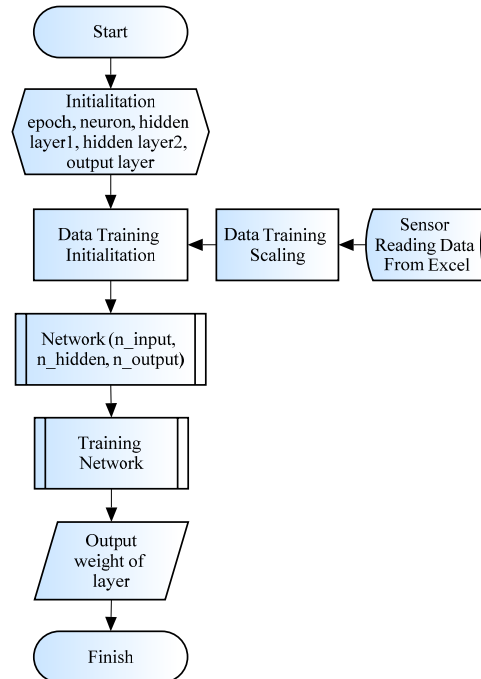 Start
Initialitation
epoch, neuron, hidden
layer1, hidden layer2,
output layer
Data Training
Initialitation
Data Training
Scaling
Sensor
Reading Data
From Excel
Network (n_input,
n_hidden, n_output)
Training
Network
Output
weight of
layer
Finish